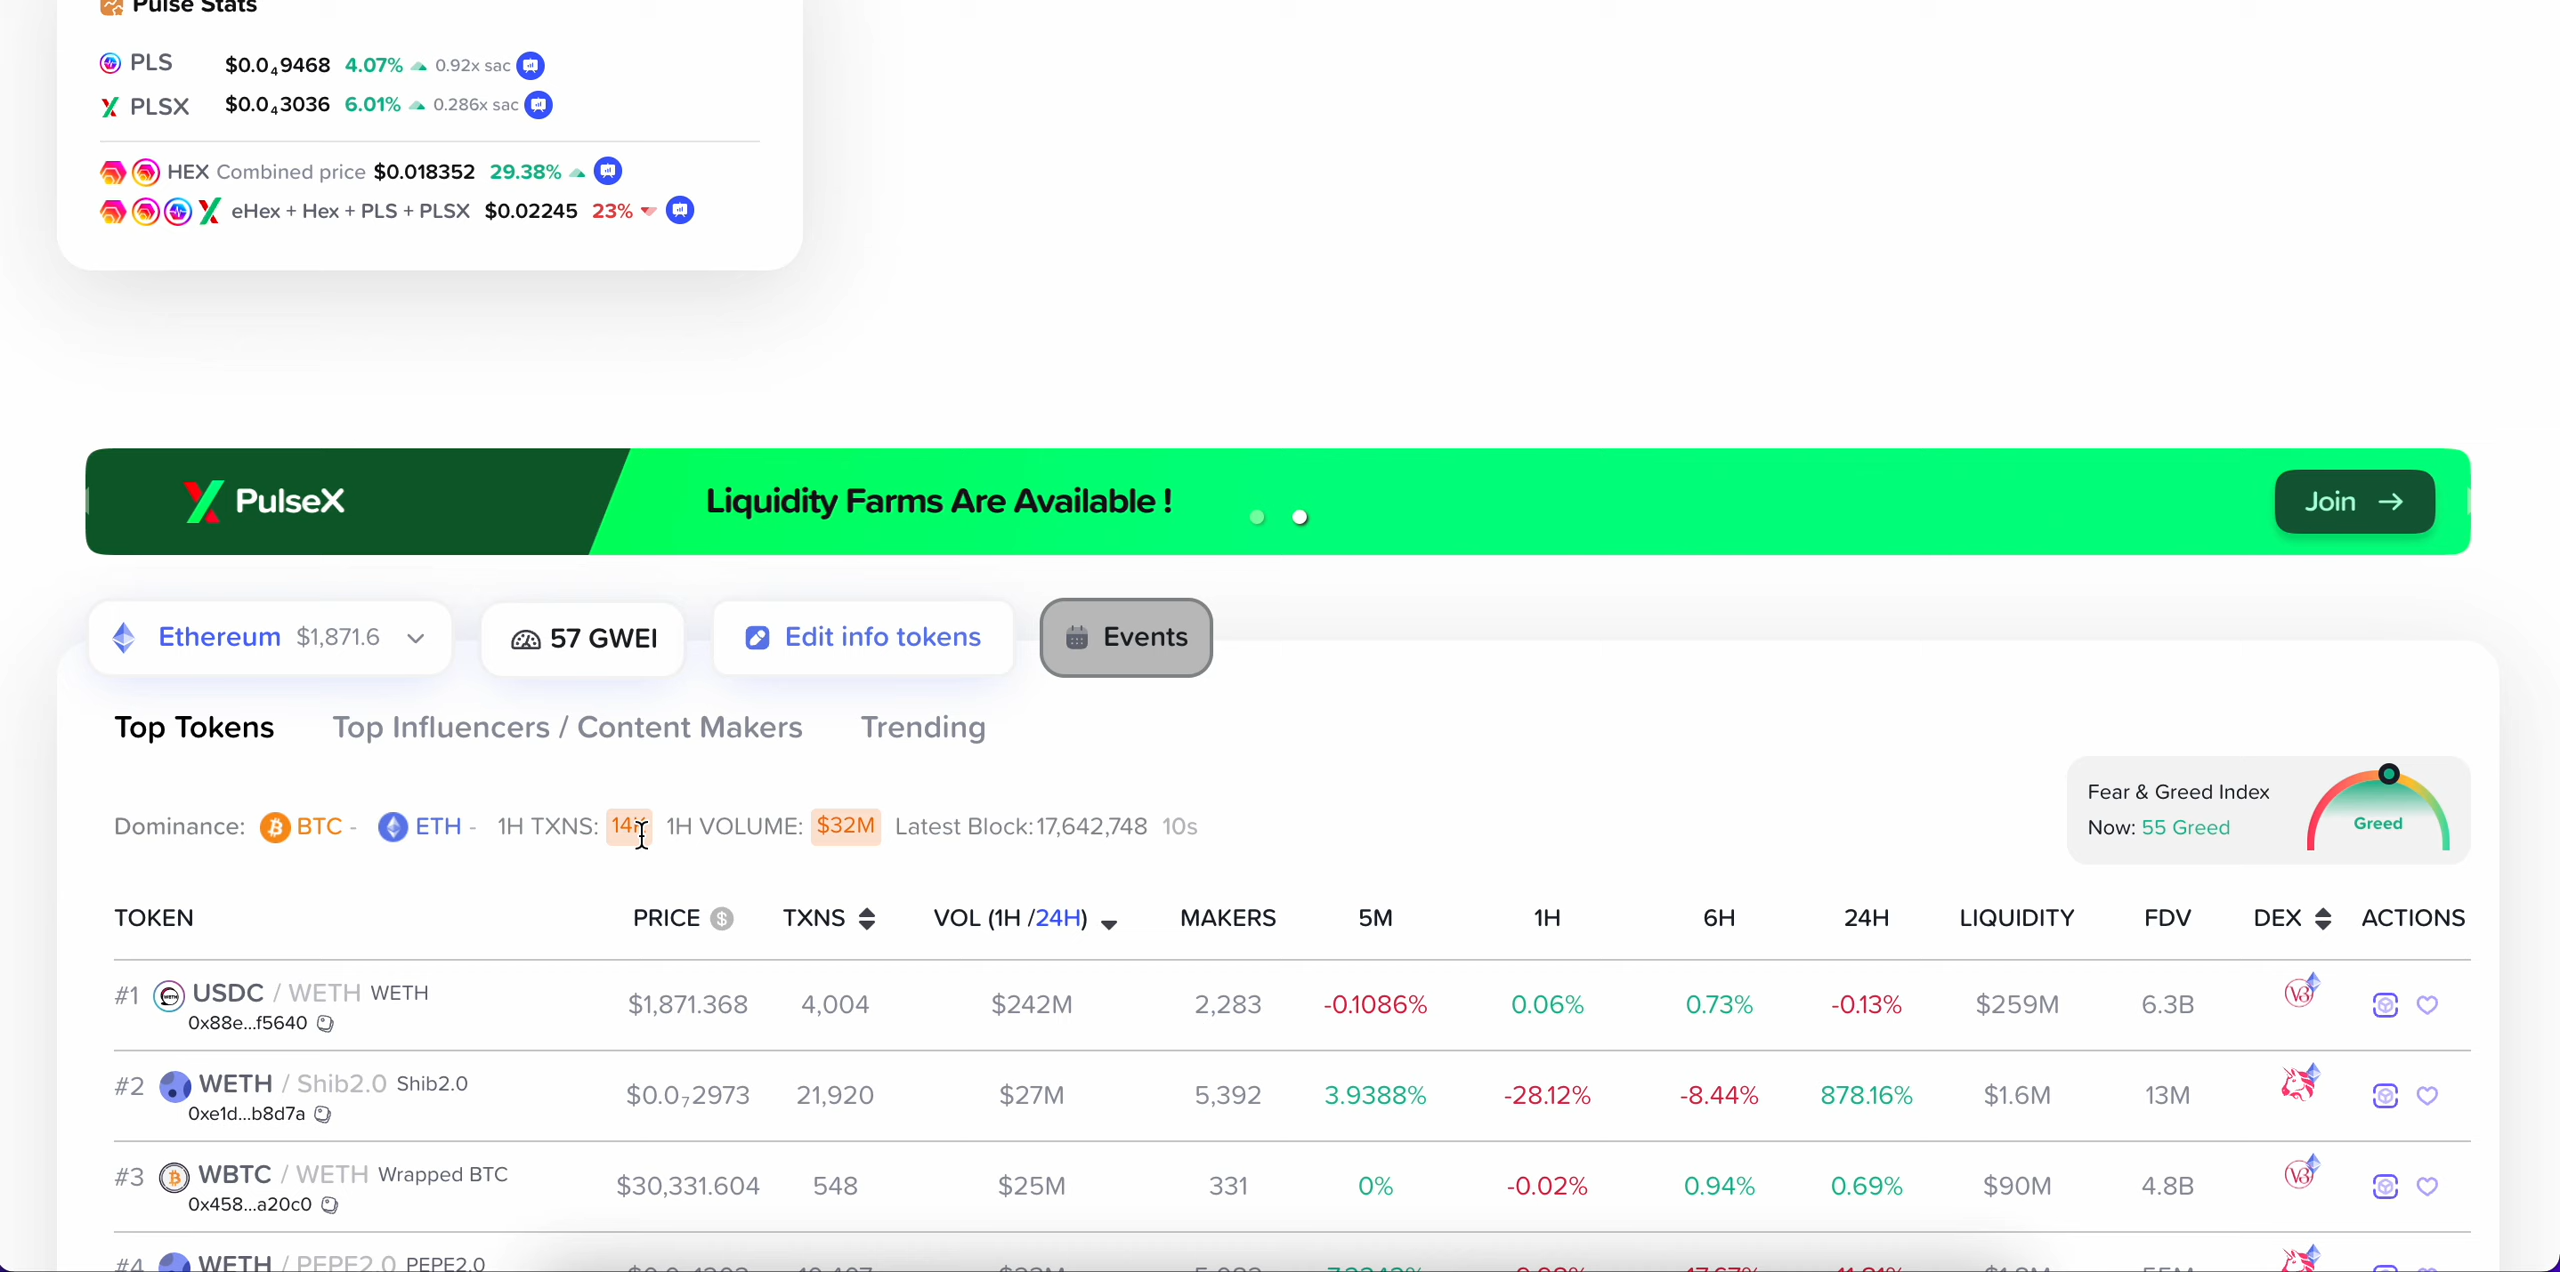 Pulse Stats
PLS $0.0₄9468 4.07% 0.92x sac
PLSX $0.0₄3036 6.01% 0.286x sac
HEX Combined price $0.018352 29.38%
eHex + Hex + PLS + PLSX $0.02245 23%
PulseX Liquidity Farms Are Available ! Join →
Ethereum $1,871.6 57 GWEI Edit info tokens Events
Top Tokens Top Influencers / Content Makers Trending
Fear & Greed Index
Now: 55 Greed Greed
Dominance: BTC - ETH - 1H TXNS: 1H VOLUME: $32M Latest Block: 17,642,748 10s
TOKEN PRICE $ TXNS VOL (1H /24H) MAKERS 5M 1H 6H 24H LIQUIDITY FDV DEX ACTIONS
#1 USDC / WETH WETH $1,871.368 4,004 $242M 2,283 -0.1086% 0.06% 0.73% -0.13% $259M 6.3B V3
0x88e...f5640
#2 WETH / Shib2.0 Shib2.0 $0.0₇2973 21,920 $27M 5,392 3.9388% -28.12% -8.44% 878.16% $1.6M 13M
0xe1d...b8d7a
#3 WBTC / WETH Wrapped BTC $30,331.604 548 $25M 331 0% -0.02% 0.94% 0.69% $90M 4.8B V3
0x458...a20c0
#4 WETH / PEPE2.0 PEPE2.0